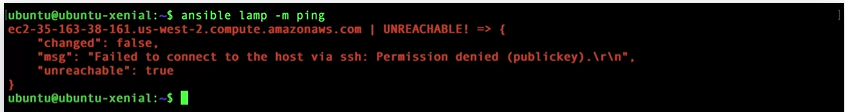 ubuntu@ubuntu-xenial:~$ ansible lamp -m ping
ec2-35-163-38-161.us-west-2.compute.amazonaws.com | UNREACHABLE! => {
    "changed": false,
    "msg": "Failed to connect to the host via ssh: Permission denied (publickey).\r\n",
    "unreachable": true
}
ubuntu@ubuntu-xenial:~$